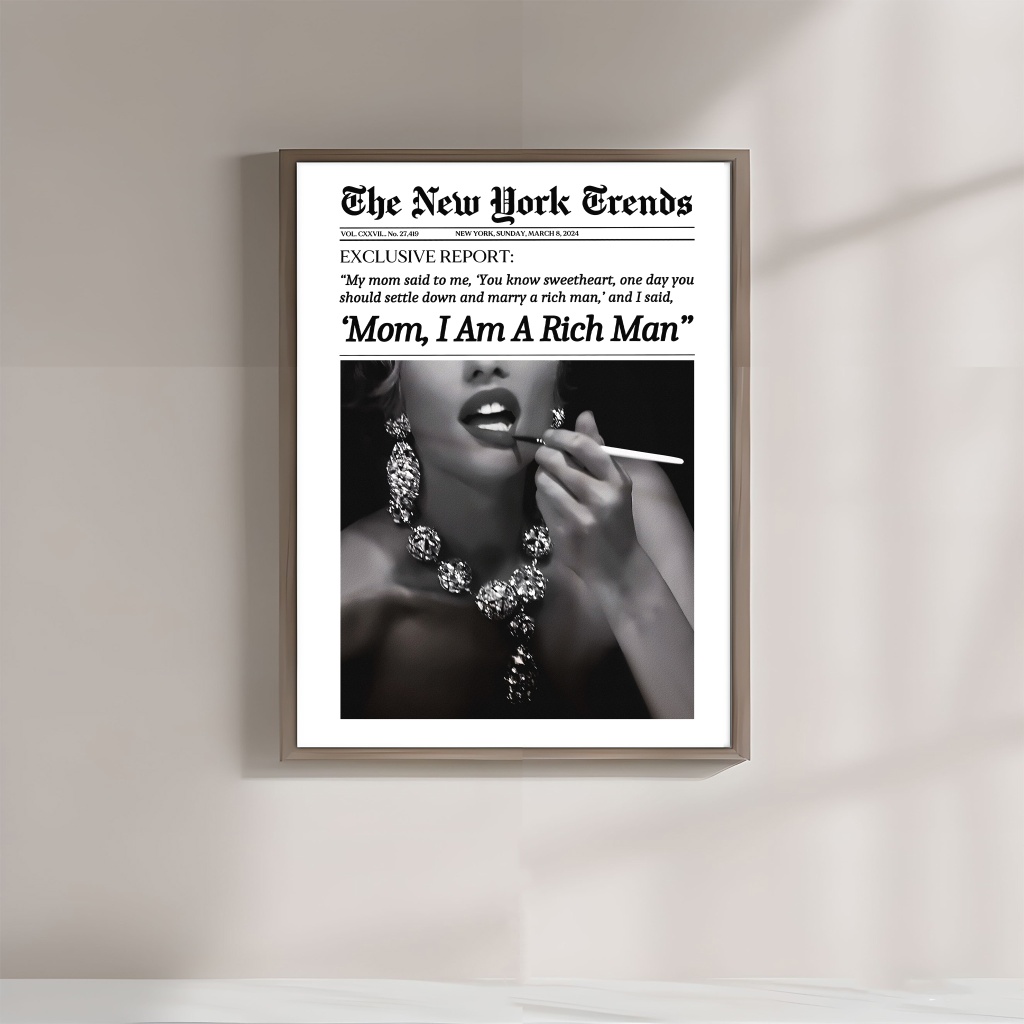 The New York Trends
VOL. CXXVII... No. 27,419 NEW YORK, SUNDAY, MARCH 8, 2024
EXCLUSIVE REPORT:
“My mom said to me, ‘You know sweetheart, one day you
should settle down and marry a rich man,’ and I said,
‘Mom, I Am A Rich Man”